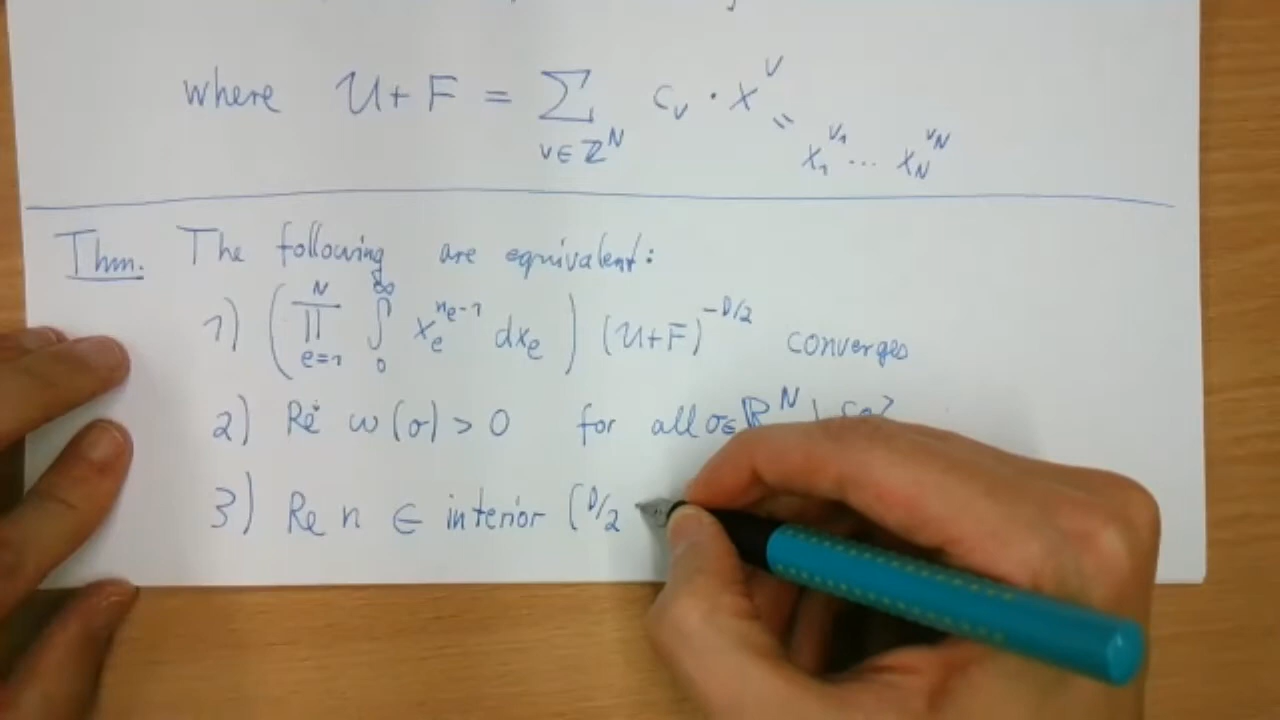 where U + F = ∑_{v∈ℤ^N} c_v · x^v = x_1^{v_1} ... x_N^{v_N}
Thm. The following are equivalent:
1) (∏_{e=1}^N ∫_0^∞ x_e^{n_e-1} dx_e) (U+F)^{-D/2} converges
2) Re ω(σ) > 0 for all σ∈ℝ^N \
3) Re n ∈ interior (D/2